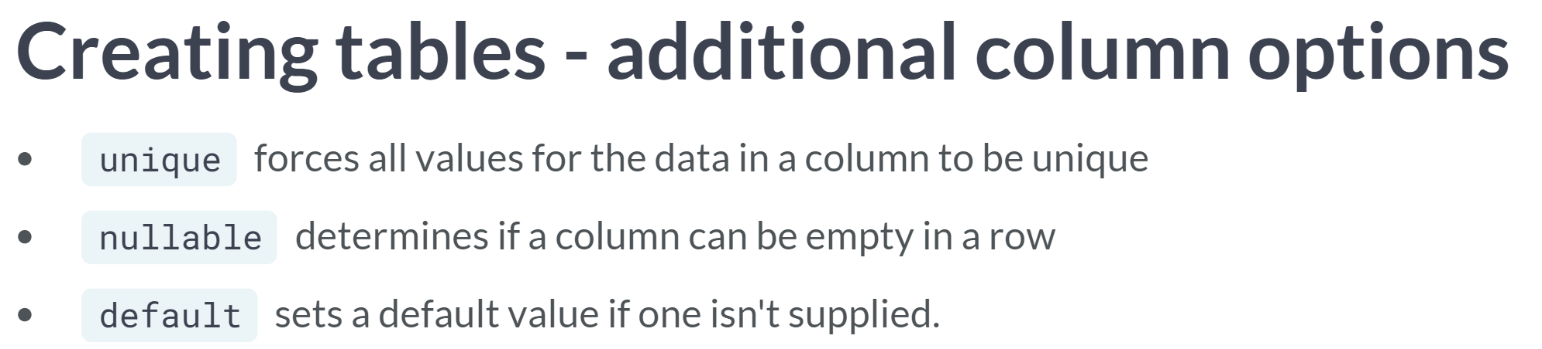 Creating tables - additional column options
• unique forces all values for the data in a column to be unique
• nullable determines if a column can be empty in a row
• default sets a default value if one isn't supplied.